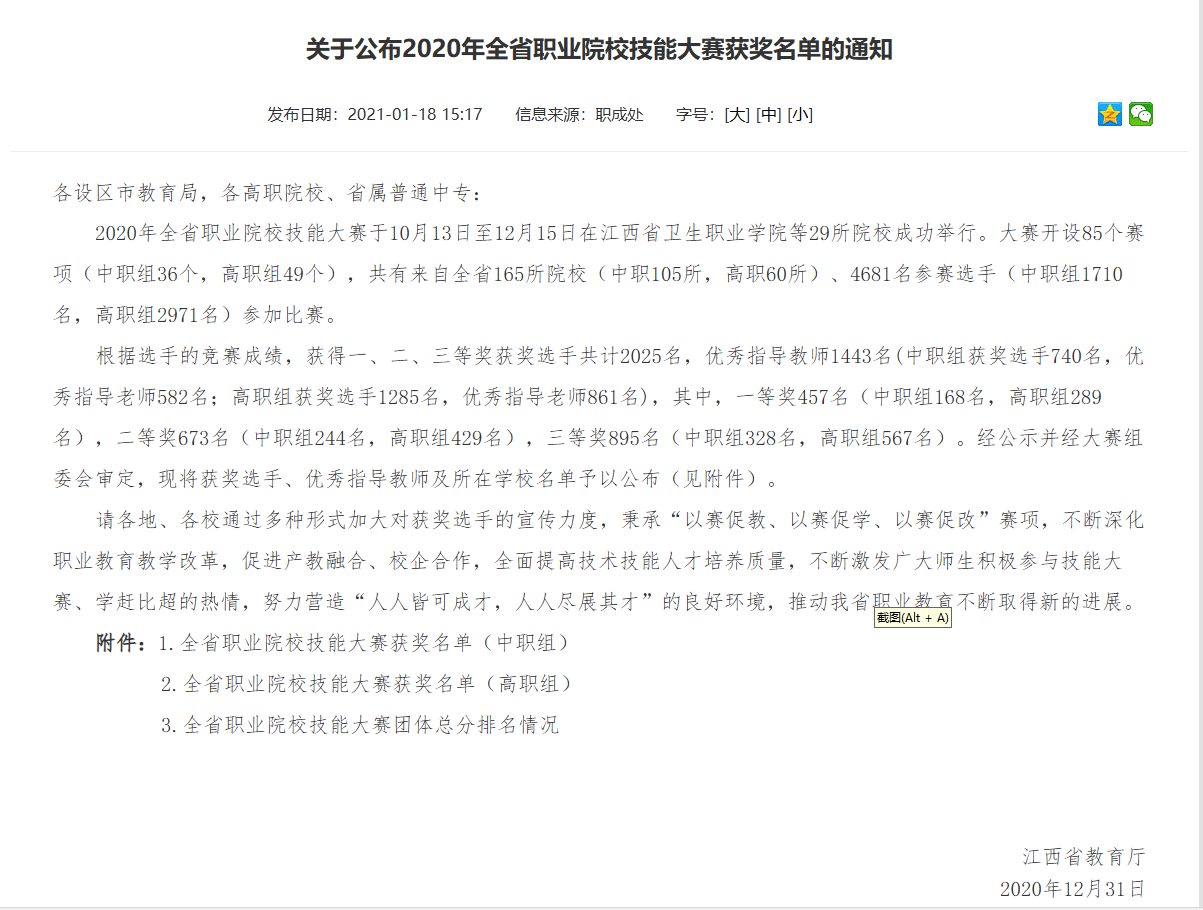 关于公布2020年全省职业院校技能大赛获奖名单的通知
发布日期：2021-01-18 15:17 信息来源：职成处 字号：[大] [中] [小]
各设区市教育局，各高职院校、省属普通中专：
2020年全省职业院校技能大赛于10月13日至12月15日在江西省卫生职业学院等29所院校成功举行。大赛开设85个赛
项（中职组36个，高职组49个），共有来自全省165所院校（中职105所，高职60所）、4681名参赛选手（中职组1710
名，高职组2971名）参加比赛。
根据选手的竞赛成绩，获得一、二、三等奖获奖选手共计2025名，优秀指导教师1443名(中职组获奖选手740名，优
秀指导老师582名；高职组获奖选手1285名，优秀指导老师861名)，其中，一等奖457名（中职组168名，高职组289
名），二等奖673名（中职组244名，高职组429名），三等奖895名（中职组328名，高职组567名）。经公示并经大赛组
委会审定，现将获奖选手、优秀指导教师及所在学校名单予以公布（见附件）。
请各地、各校通过多种形式加大对获奖选手的宣传力度，秉承“以赛促教、以赛促学、以赛促改”赛项，不断深化
职业教育教学改革，促进产教融合、校企合作，全面提高技术技能人才培养质量，不断激发广大师生积极参与技能大
赛、学赶比超的热情，努力营造“人人皆可成才，人人尽展其才”的良好环境，推动我省职业教育不断取得新的进展。
截图(Alt + A)
附件：1.全省职业院校技能大赛获奖名单（中职组）
2.全省职业院校技能大赛获奖名单（高职组）
3.全省职业院校技能大赛团体总分排名情况
江西省教育厅
2020年12月31日